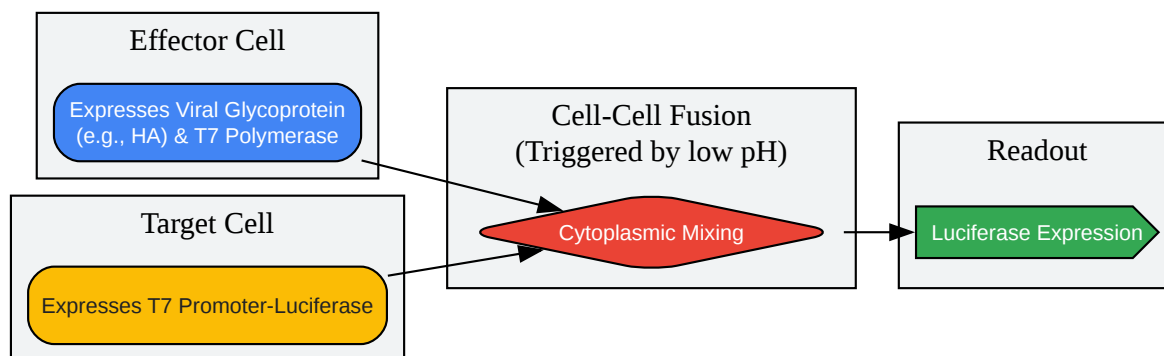 Effector Cell
Expresses Viral Glycoprotein
(e.g., HA) & T7 Polymerase
Target Cell
Expresses T7 Promoter-Luciferase
Cell-Cell Fusion
(Triggered by low pH)
Cytoplasmic Mixing
Readout
Luciferase Expression